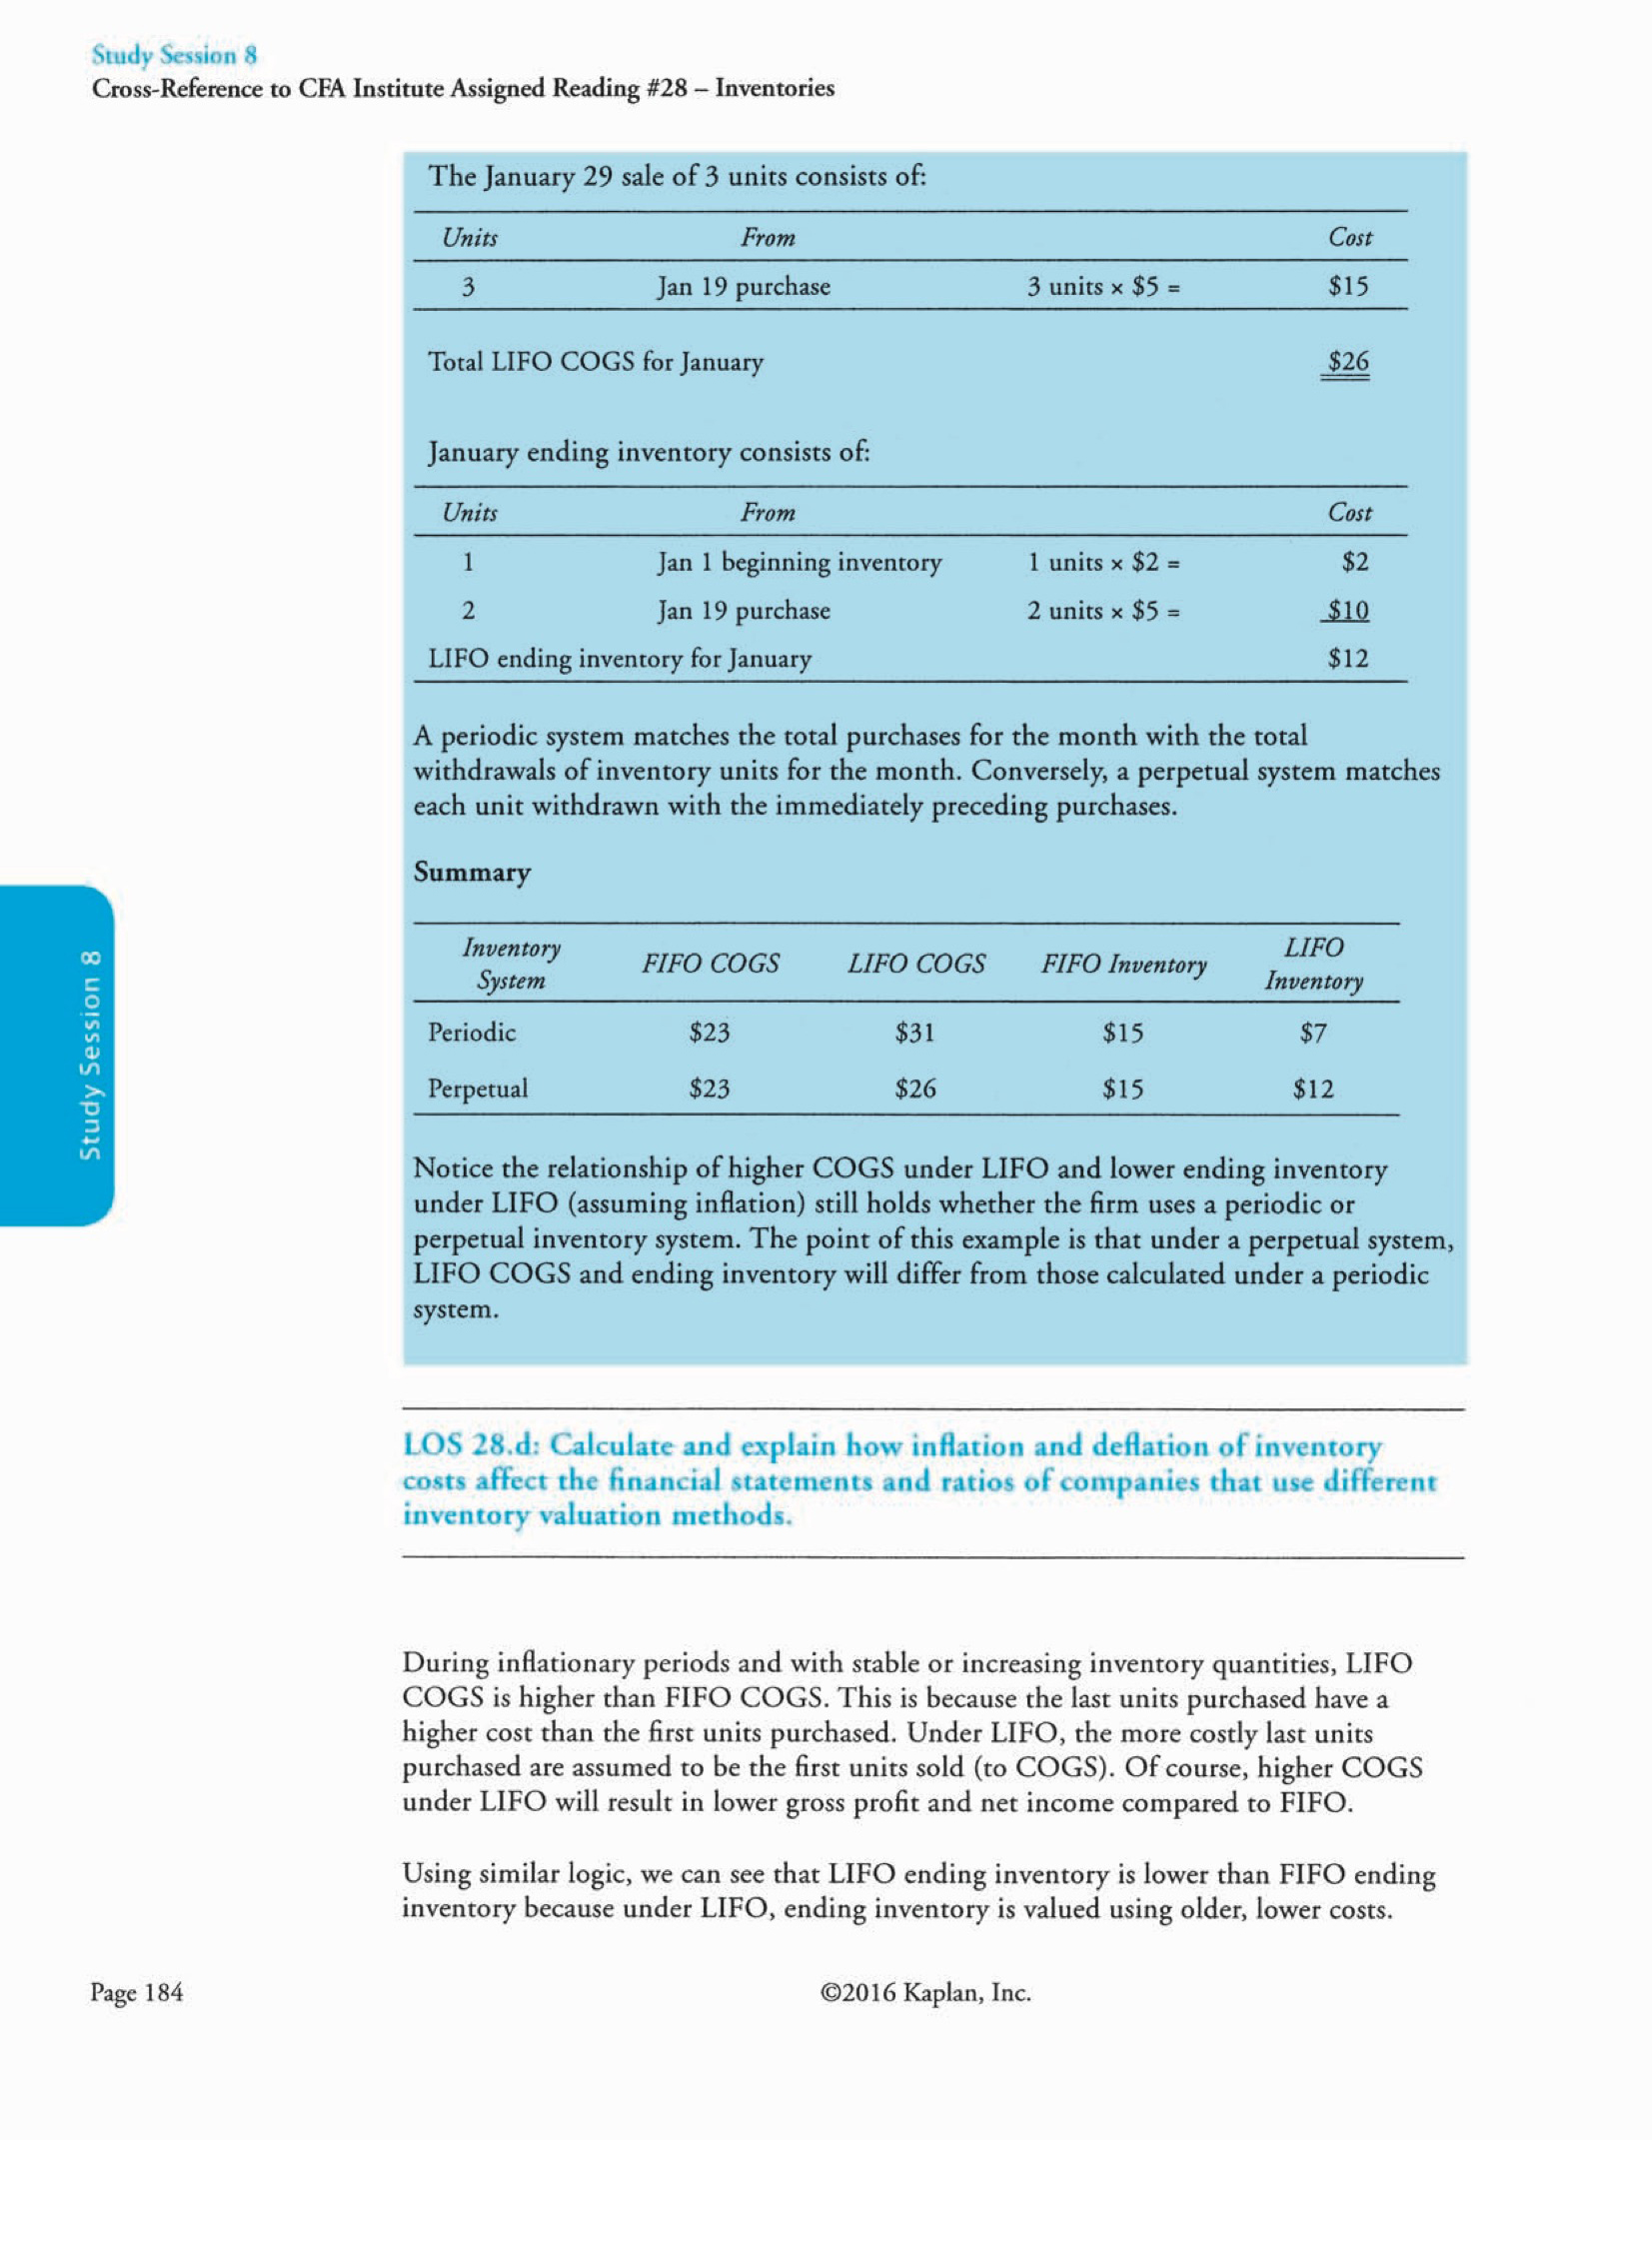 Study Session 8
Cross-Reference to CFA Institute Assigned Reading #28 – Inventories
The January 29 sale of 3 units consists of:
Units From Cost
3 Jan 19 purchase 3 units × $5 = $15
Total LIFO COGS for January $26
January ending inventory consists of:
Units From Cost
1 Jan 1 beginning inventory 1 units × $2 = $2
2 Jan 19 purchase 2 units × $5 = $10
LIFO ending inventory for January $12
A periodic system matches the total purchases for the month with the total
withdrawals of inventory units for the month. Conversely, a perpetual system matches
each unit withdrawn with the immediately preceding purchases.
Summary
Inventory System FIFO COGS LIFO COGS FIFO Inventory LIFO Inventory
Periodic $23 $31 $15 $7
Perpetual $23 $26 $15 $12
Notice the relationship of higher COGS under LIFO and lower ending inventory
under LIFO (assuming inflation) still holds whether the firm uses a periodic or
perpetual inventory system. The point of this example is that under a perpetual system,
LIFO COGS and ending inventory will differ from those calculated under a periodic
system.
Study Session 8
LOS 28.d: Calculate and explain how inflation and deflation of inventory
costs affect the financial statements and ratios of companies that use different
inventory valuation methods.
During inflationary periods and with stable or increasing inventory quantities, LIFO
COGS is higher than FIFO COGS. This is because the last units purchased have a
higher cost than the first units purchased. Under LIFO, the more costly last units
purchased are assumed to be the first units sold (to COGS). Of course, higher COGS
under LIFO will result in lower gross profit and net income compared to FIFO.
Using similar logic, we can see that LIFO ending inventory is lower than FIFO ending
inventory because under LIFO, ending inventory is valued using older, lower costs.
Page 184 ©2016 Kaplan, Inc.